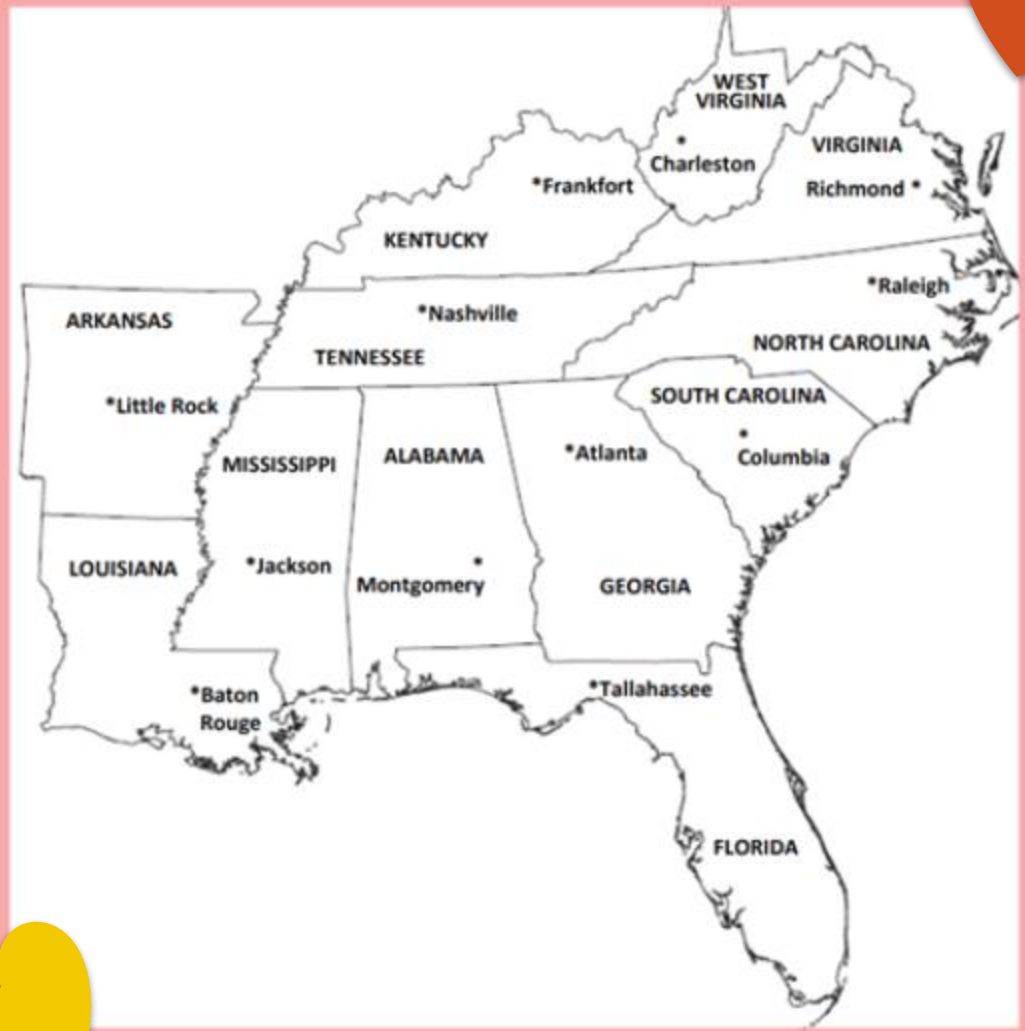 WEST
VIRGINIA
Charleston
VIRGINIA
Richmond
Frankfort
KENTUCKY
Raleigh
NORTH CAROLINA
ARKANSAS
Nashville
TENNESSEE
Little Rock
SOUTH CAROLINA
Columbia
MISSISSIPPI
ALABAMA
Atlanta
LOUISIANA
Jackson
Montgomery
GEORGIA
Baton
Rouge
Tallahassee
FLORIDA